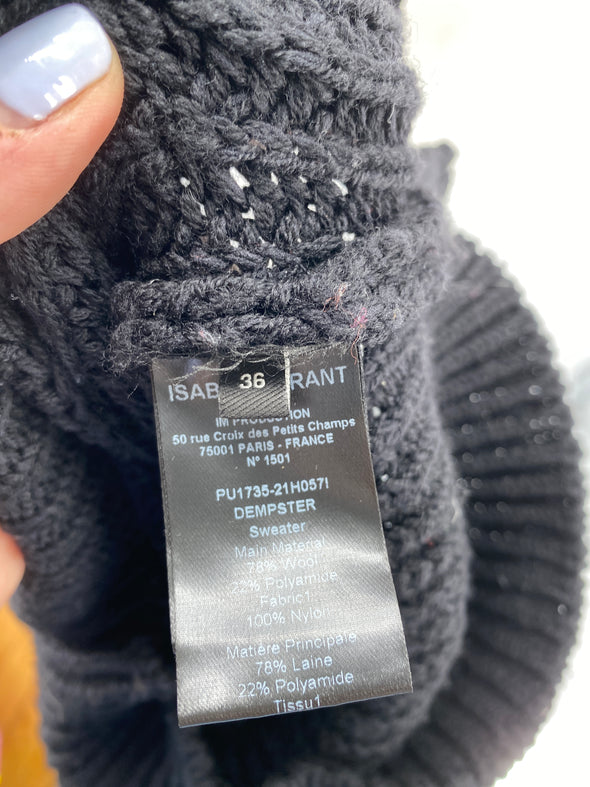 36
ISAB RANT
IM PRODUCTION
50 rue Croix des Petits Champs
75001 PARIS - FRANCE
N° 1501
PU1735-21H057I
DEMPSTER
Sweater
Main Material
78% Wool
22% Polyamide
Fabric1
100% Nylon
Matière Principale
78% Laine
22% Polyamide
Tissu1